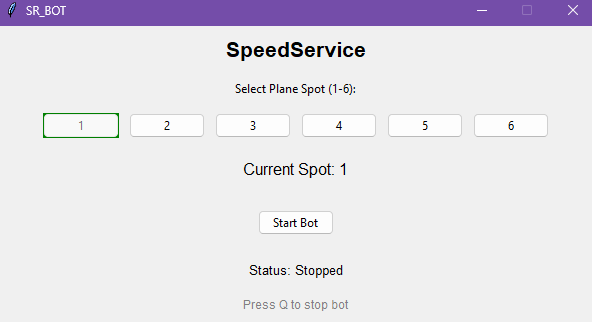 SR_BOT
SpeedService
Select Plane Spot (1-6):
1 2 3 4 5 6
Current Spot: 1
Start Bot
Status: Stopped
Press Q to stop bot